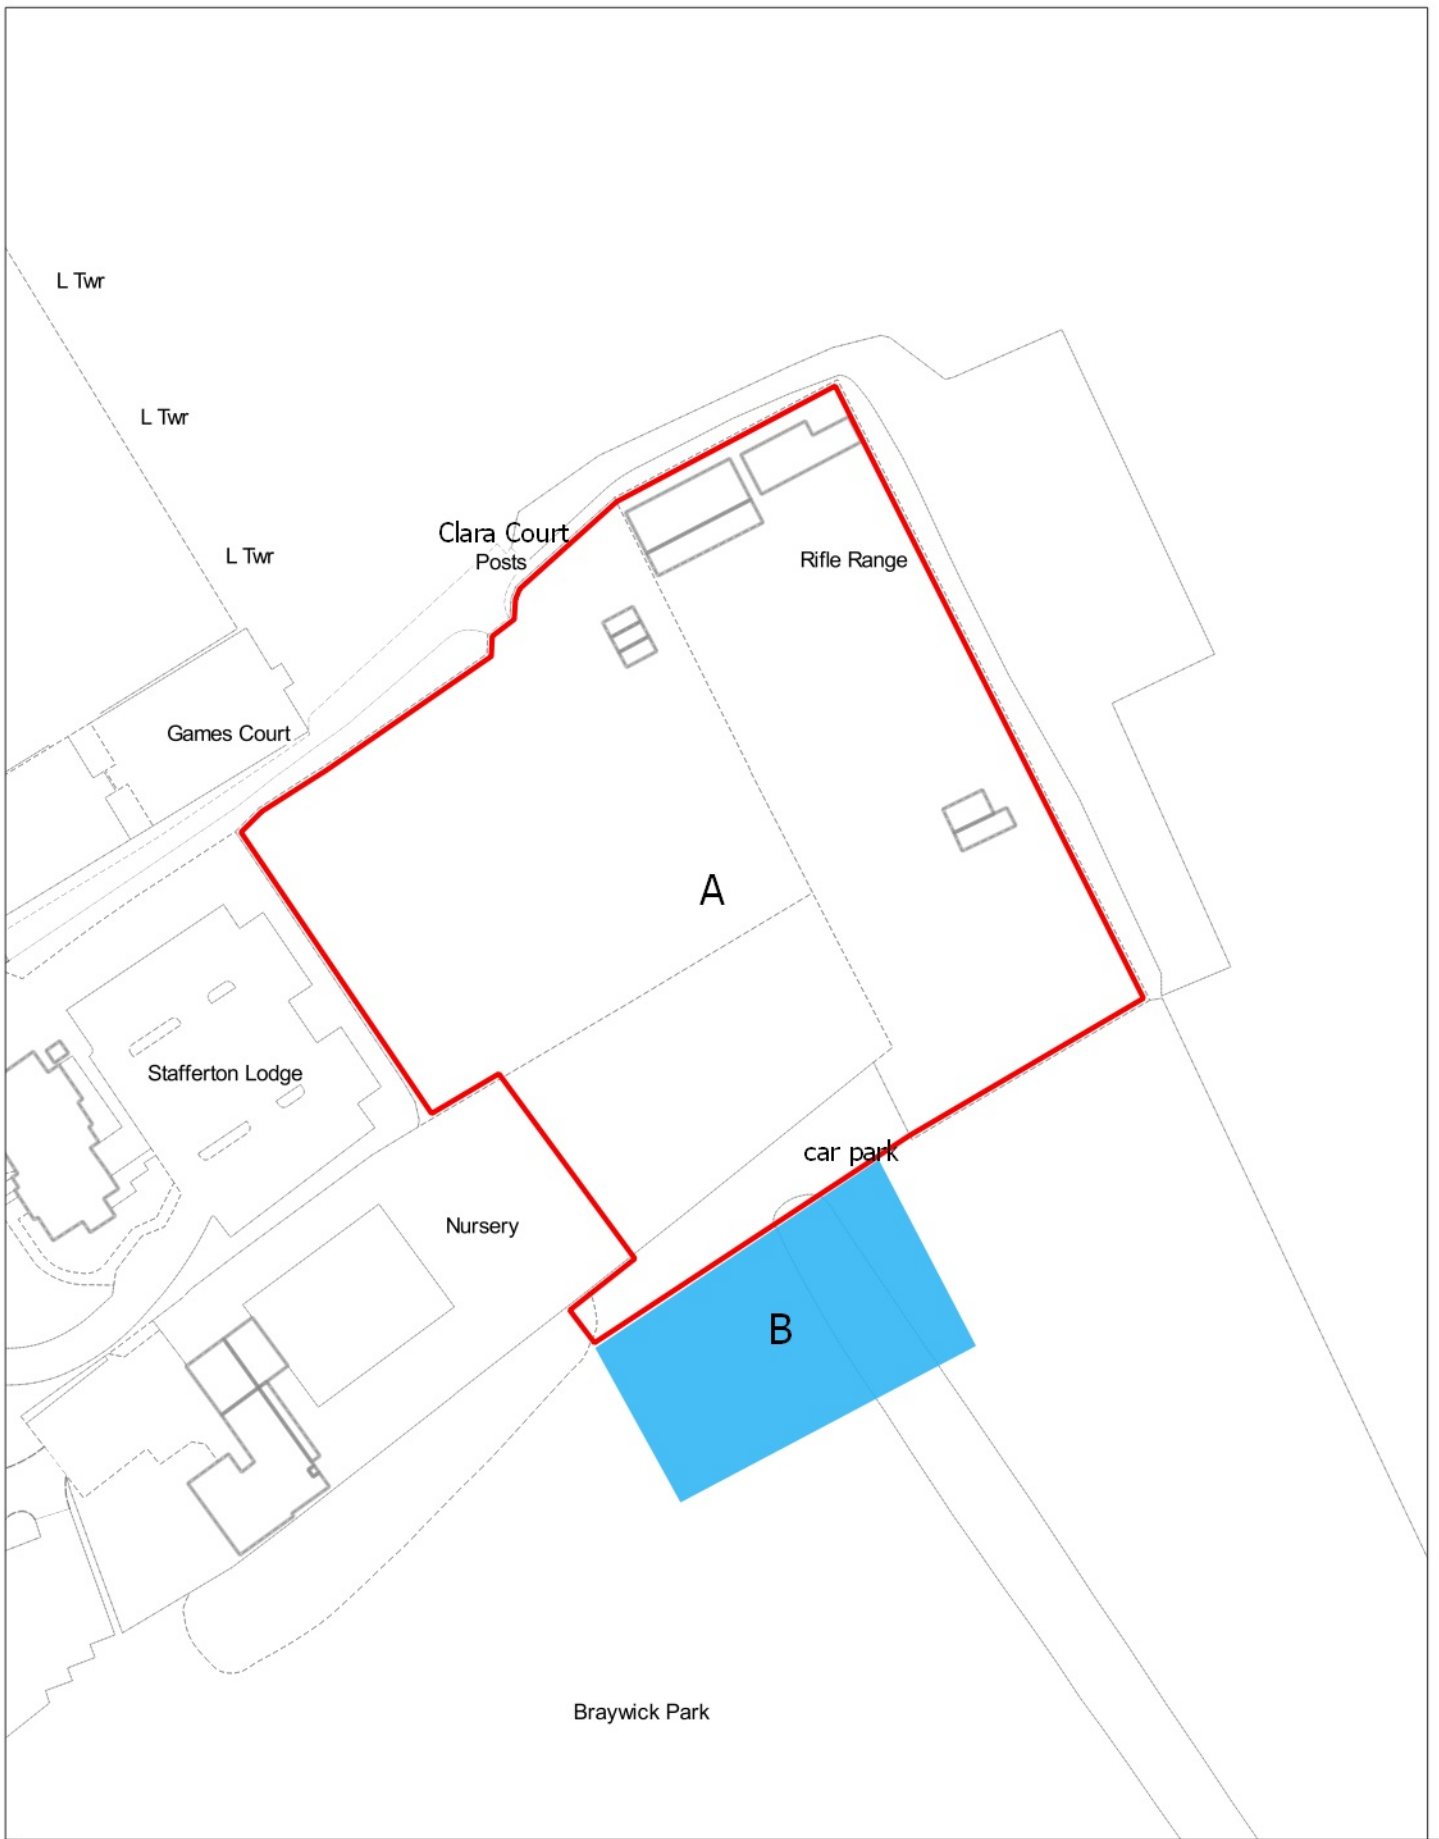 L Twr
L Twr
Clara Court
L Twr
Posts
Rifle Range
Games Court
A
Stafferton Lodge
car park
Nursery
B
Braywick Park